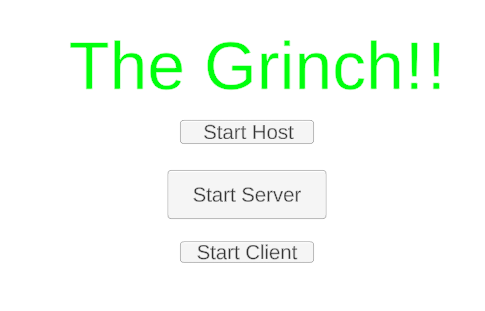 The Grinch!!
Start Host
Start Server
Start Client